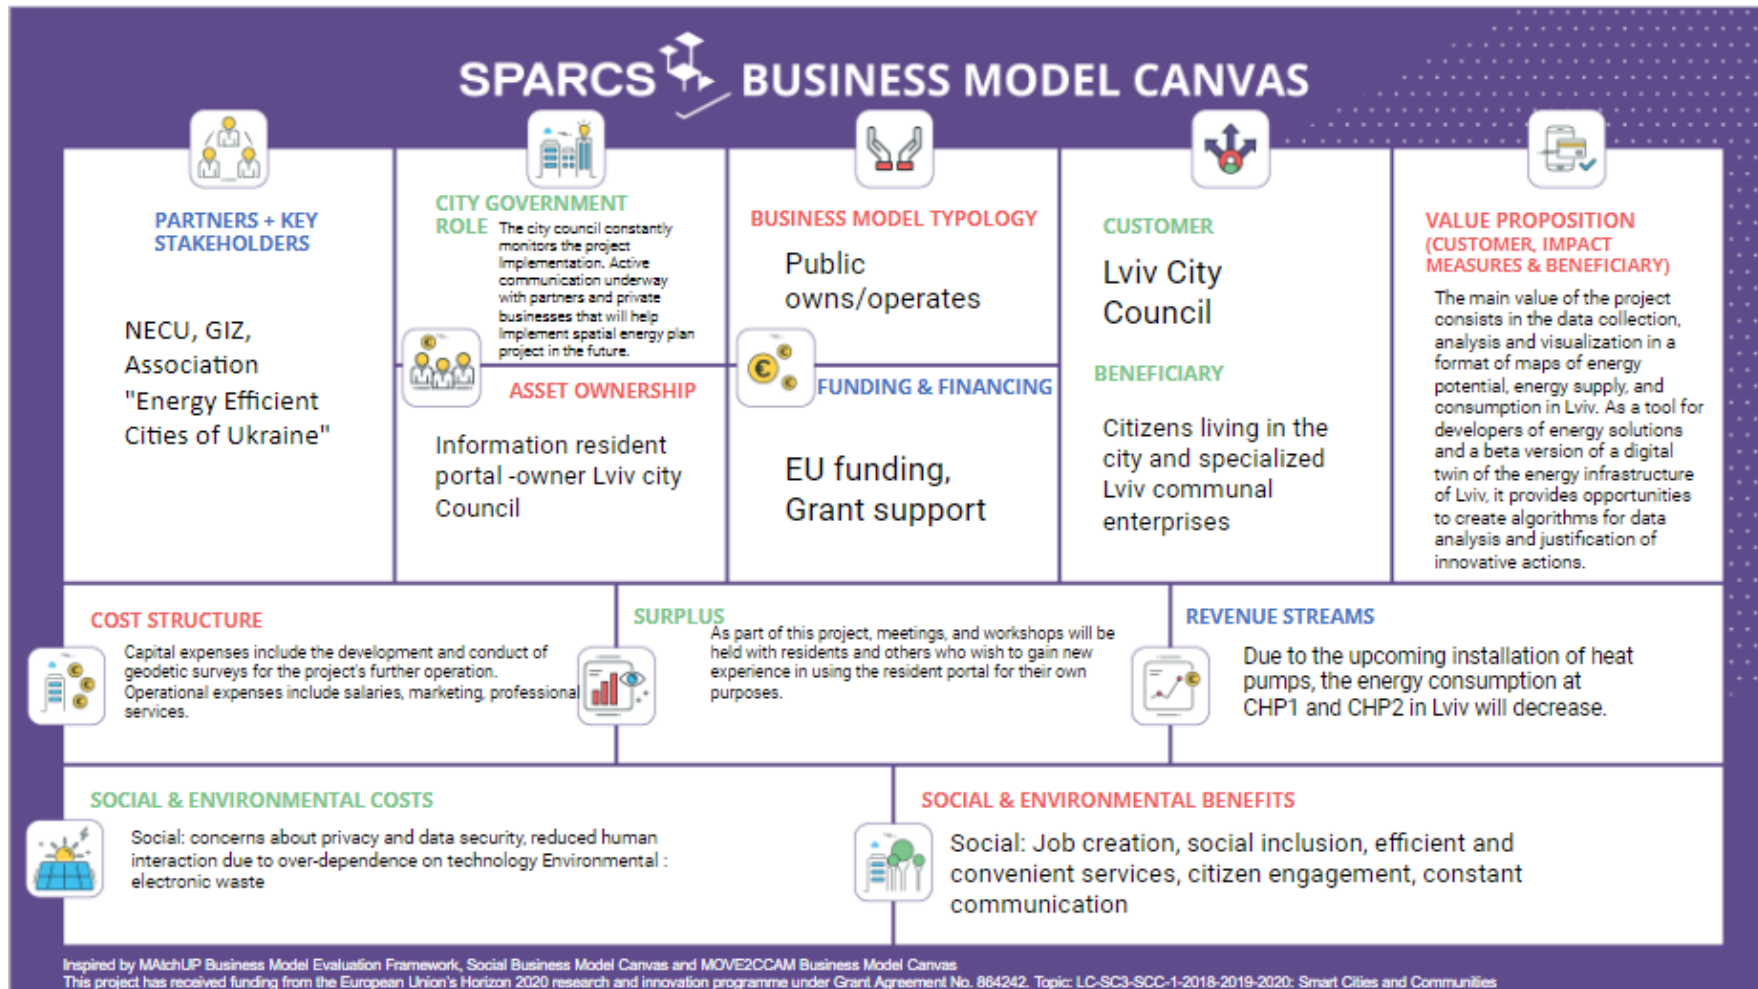 SPARCS BUSINESS MODEL CANVAS
PARTNERS + KEY
STAKEHOLDERS
NECU, GIZ,
Association
"Energy Efficient
Cities of Ukraine"
CITY GOVERNMENT
ROLE
The city council constantly
monitors the project
Implementation. Active
communication underway
with partners and private
businesses that will help
Implement spatial energy plan
project in the future.
ASSET OWNERSHIP
Information resident
portal -owner Lviv city
Council
BUSINESS MODEL TYPOLOGY
Public
owns/operates
FUNDING & FINANCING
EU funding,
Grant support
CUSTOMER
Lviv City
Council
BENEFICIARY
Citizens living in the
city and specialized
Lviv communal
enterprises
VALUE PROPOSITION
(CUSTOMER, IMPACT
MEASURES & BENEFICIARY)
The main value of the project
consists in the data collection,
analysis and visualization in a
format of maps of energy
potential, energy supply, and
consumption in Lviv. As a tool for
developers of energy solutions
and a beta version of a digital
twin of the energy infrastructure
of Lviv, it provides opportunities
to create algorithms for data
analysis and justification of
innovative actions.
COST STRUCTURE
Capital expenses include the development and conduct of
geodetic surveys for the project's further operation.
Operational expenses include salaries, marketing, professional
services.
SURPLUS
As part of this project, meetings, and workshops will be
held with residents and others who wish to gain new
experience in using the resident portal for their own
purposes.
REVENUE STREAMS
Due to the upcoming installation of heat
pumps, the energy consumption at
CHP1 and CHP2 in Lviv will decrease.
SOCIAL & ENVIRONMENTAL COSTS
Social: concerns about privacy and data security, reduced human
interaction due to over-dependence on technology Environmental :
electronic waste
SOCIAL & ENVIRONMENTAL BENEFITS
Social: Job creation, social inclusion, efficient and
convenient services, citizen engagement, constant
communication
Inspired by MAtchUP Business Model Evaluation Framework, Social Business Model Canvas and MOVE2CCAM Business Model Canvas
This project has received funding from the European Union's Horizon 2020 research and innovation programme under Grant Agreement No. 864242. Topic: LC-SC3-SCC-1-2018-2019-2020: Smart Cities and Communities